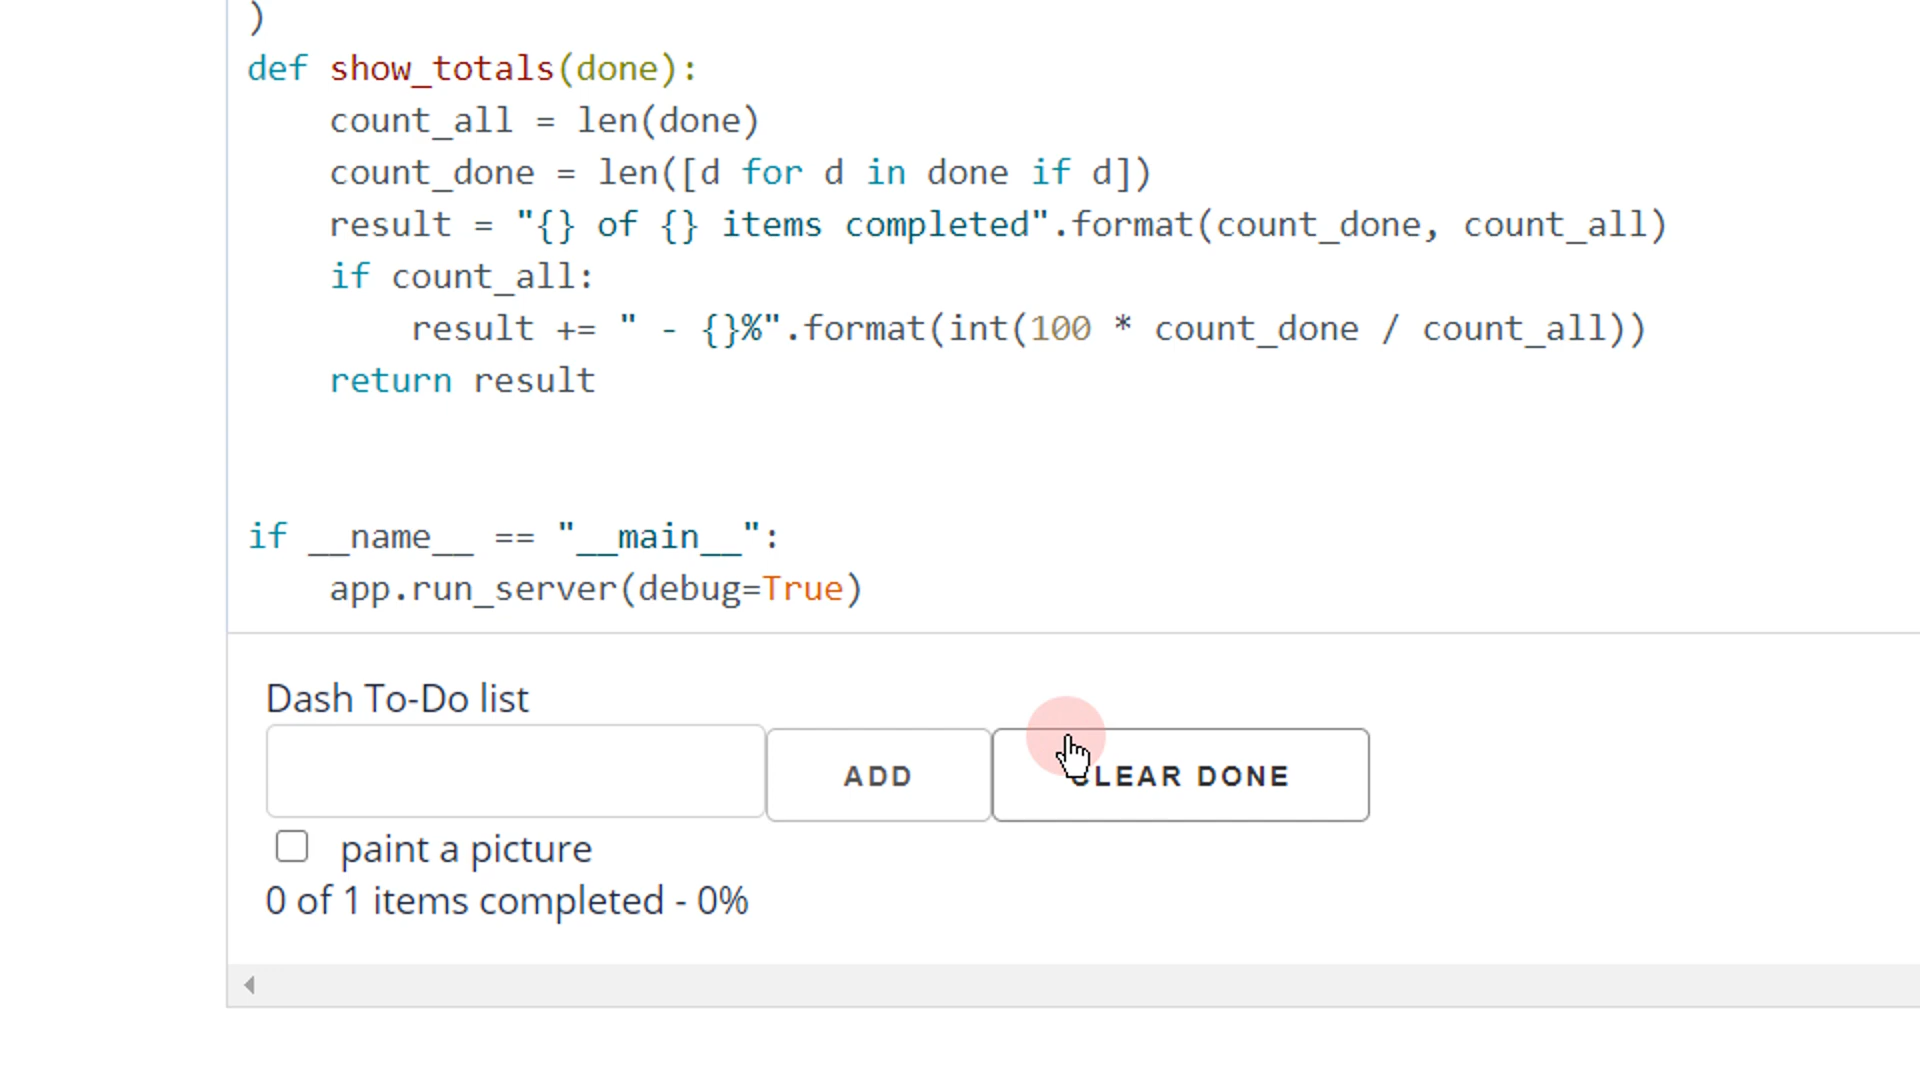 )
def show_totals(done):
    count_all = len(done)
    count_done = len([d for d in done if d])
    result = "{} of {} items completed".format(count_done, count_all)
    if count_all:
        result += " - {}%".format(int(100 * count_done / count_all))
    return result
if __name__ == "__main__":
    app.run_server(debug=True)
Dash To-Do list
ADD CLEAR DONE
paint a picture
0 of 1 items completed - 0%